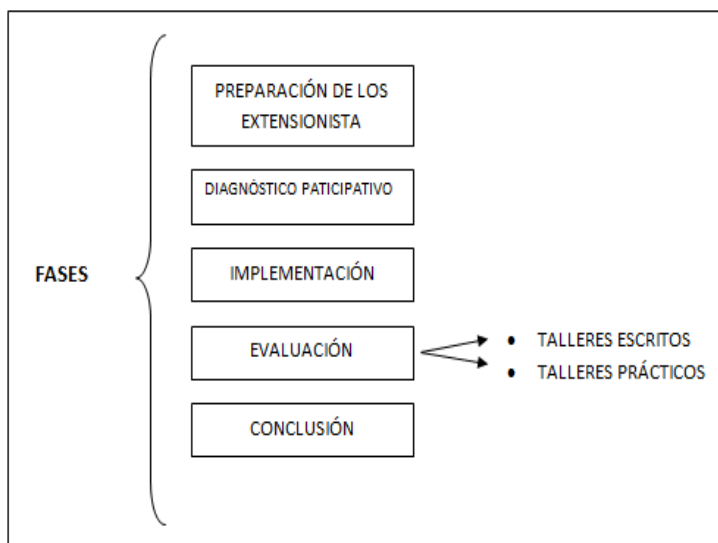 PREPARACIÓN DE LOS
EXTENSIONISTA
DIAGNÓSTICO PATICIPATIVO
FASES
IMPLEMENTACIÓN
EVALUACIÓN
• TALLERES ESCRITOS
• TALLERES PRÁCTICOS
CONCLUSIÓN